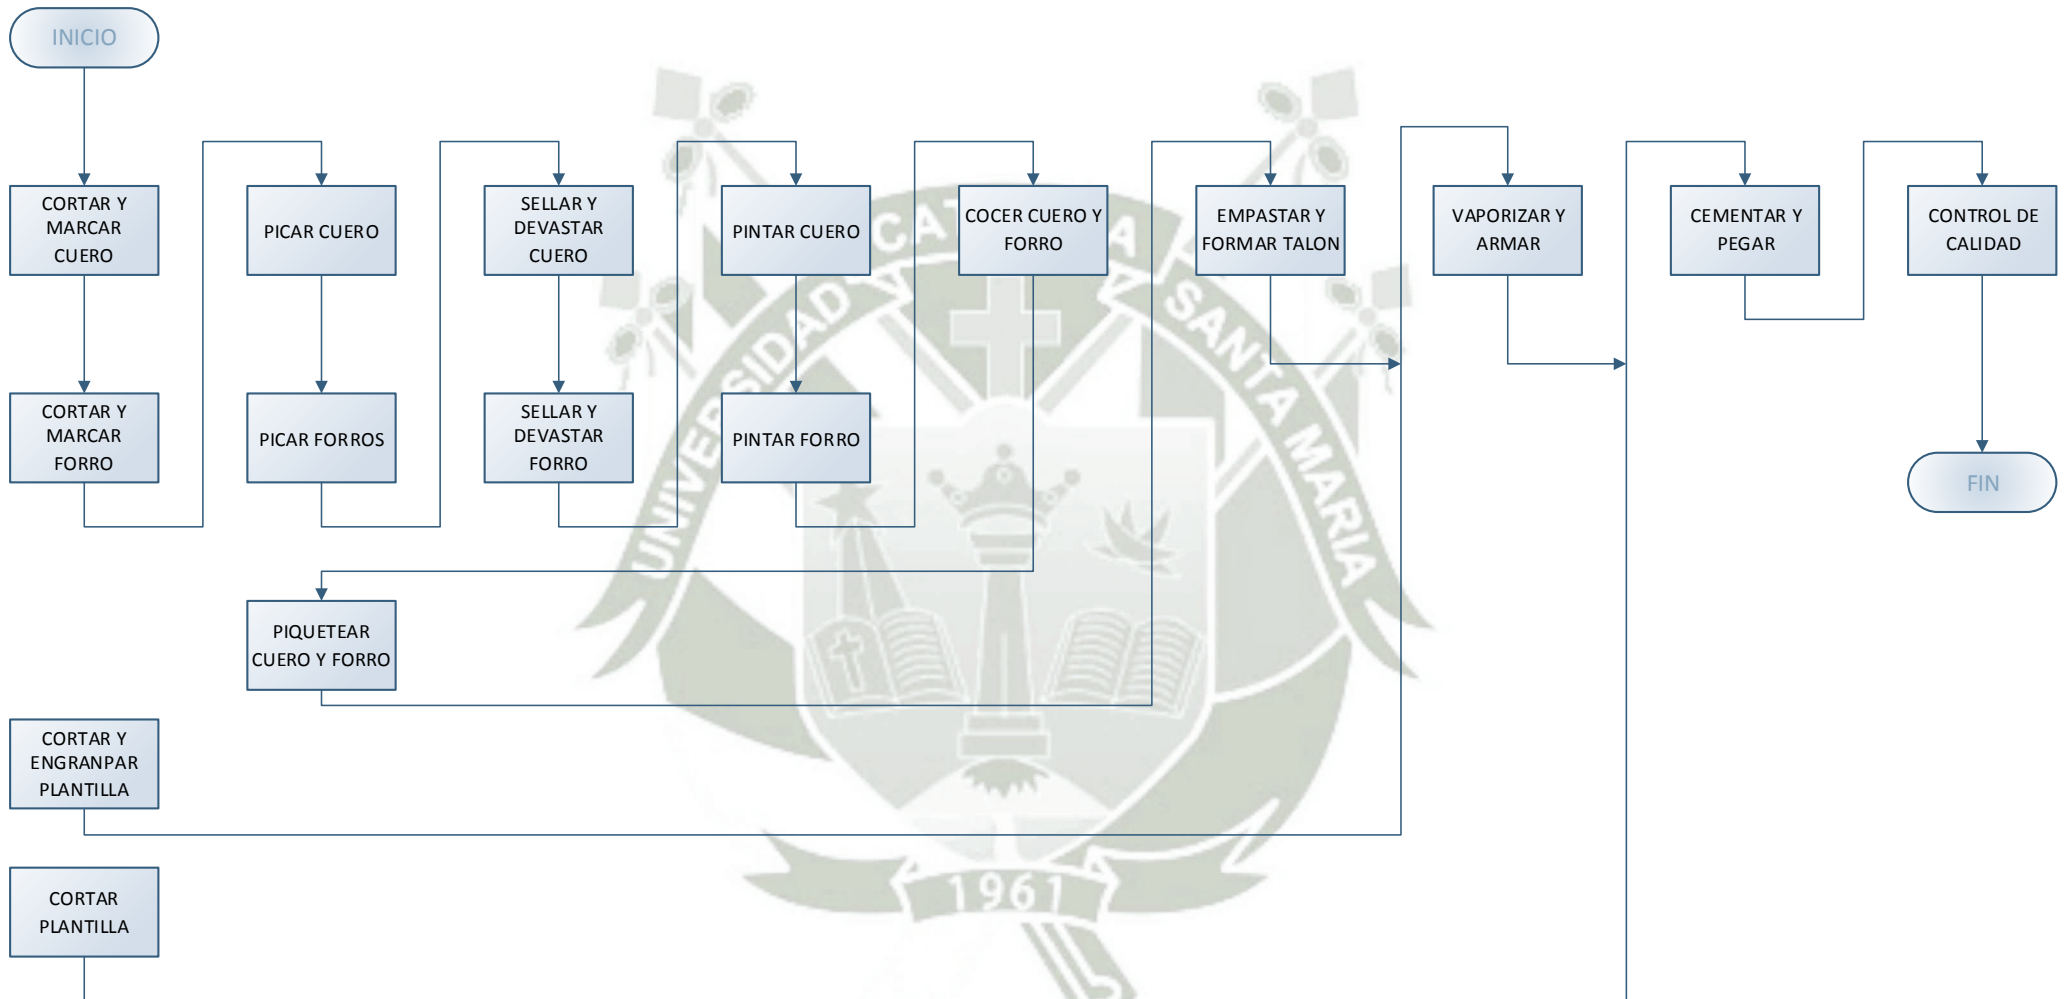 INICIO
CORTAR Y
MARCAR
CUERO
PICAR CUERO
SELLAR Y
DEVASTAR
CUERO
PINTAR CUERO
COCER CUERO Y
FORRO
EMPASTAR Y
FORMAR TALON
VAPORIZAR Y
ARMAR
CEMENTAR Y
PEGAR
CONTROL DE
CALIDAD
CORTAR Y
MARCAR
FORRO
PICAR FORROS
SELLAR Y
DEVASTAR
FORRO
PINTAR FORRO
FIN
PIQUETEAR
CUERO Y FORRO
CORTAR Y
ENGRANPAR
PLANTILLA
CORTAR
PLANTILLA
UNIVERSIDAD CATOLICA SANTA MARIA
1961